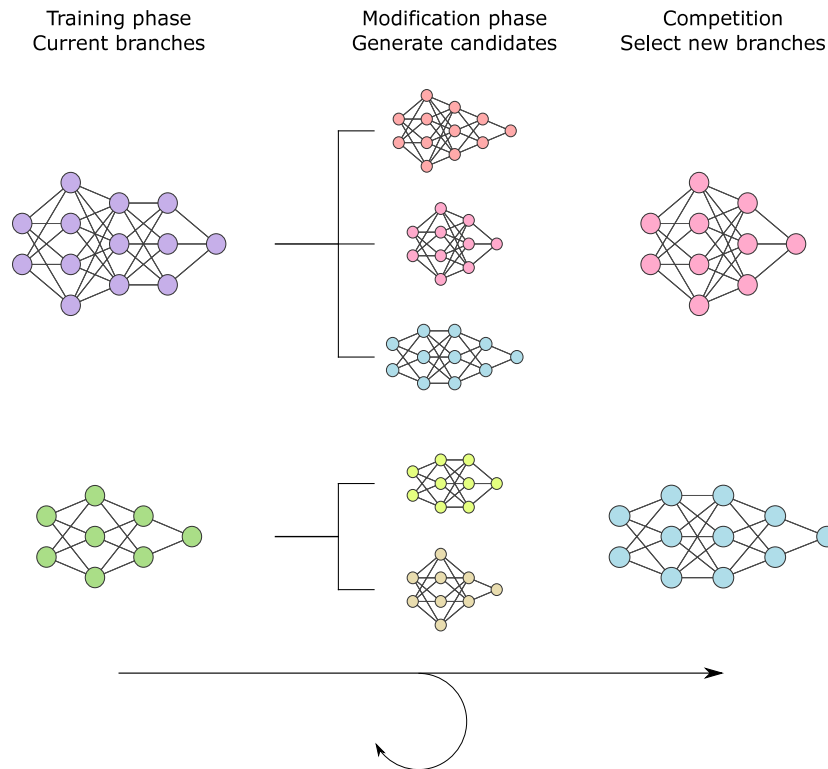 Training phase
Current branches
Modification phase
Generate candidates
Competition
Select new branches